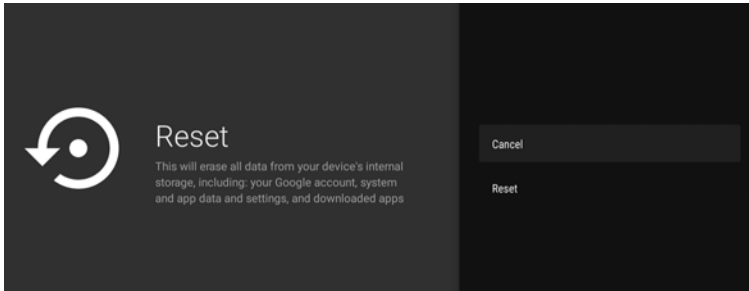 Reset
This will erase all data from your device's internal
storage, including: your Google account, system
and app data and settings, and downloaded apps
Cancel
Reset